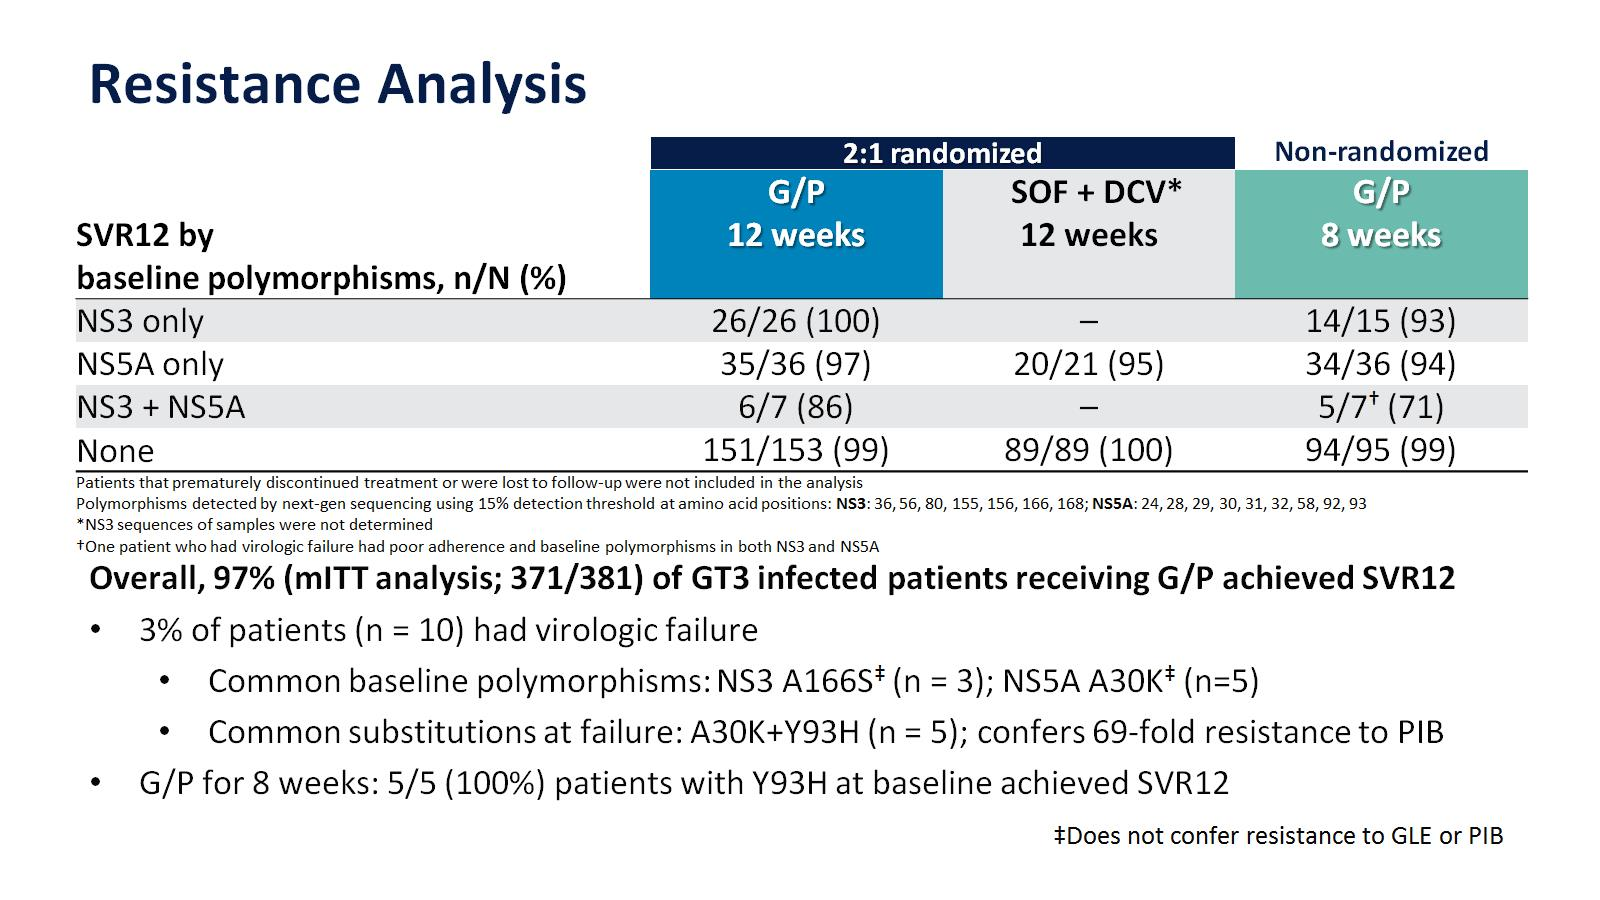 Resistance Analysis
2:1 randomized Non-randomized
G/P SOF + DCV* G/P
SVR12 by 12 weeks 12 weeks 8 weeks
baseline polymorphisms, n/N (%)
NS3 only 26/26 (100) – 14/15 (93)
NS5A only 35/36 (97) 20/21 (95) 34/36 (94)
NS3 + NS5A 6/7 (86) – 5/7† (71)
None 151/153 (99) 89/89 (100) 94/95 (99)
Patients that prematurely discontinued treatment or were lost to follow-up were not included in the analysis
Polymorphisms detected by next-gen sequencing using 15% detection threshold at amino acid positions: NS3: 36, 56, 80, 155, 156, 166, 168; NS5A: 24, 28, 29, 30, 31, 32, 58, 92, 93
*NS3 sequences of samples were not determined
†One patient who had virologic failure had poor adherence and baseline polymorphisms in both NS3 and NS5A
Overall, 97% (mITT analysis; 371/381) of GT3 infected patients receiving G/P achieved SVR12
• 3% of patients (n = 10) had virologic failure
• Common baseline polymorphisms: NS3 A166S‡ (n = 3); NS5A A30K‡ (n=5)
• Common substitutions at failure: A30K+Y93H (n = 5); confers 69-fold resistance to PIB
• G/P for 8 weeks: 5/5 (100%) patients with Y93H at baseline achieved SVR12
‡Does not confer resistance to GLE or PIB